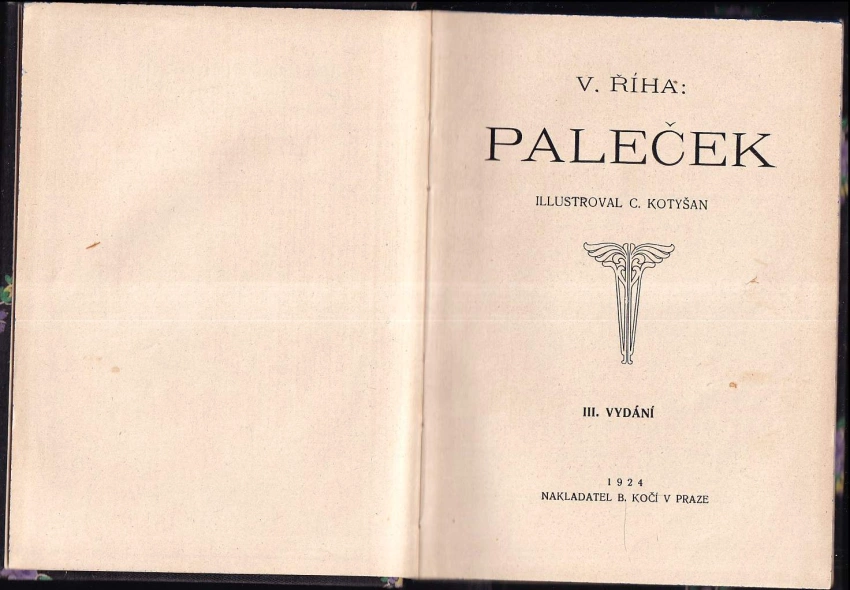 V. ŘÍHA:
PALEČEK
ILLUSTROVAL C. KOTYŠAN
III. VYDÁNÍ
1924
NAKLADATEL B. KOČÍ V PRAZE